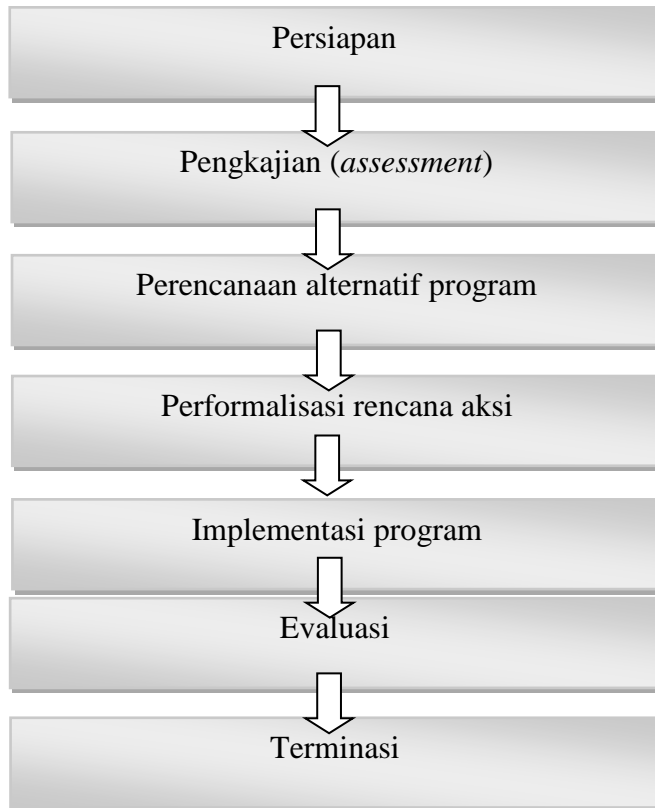 Persiapan
Pengkajian (assessment)
Perencanaan alternatif program
Performalisasi rencana aksi
Implementasi program
Evaluasi
Terminasi